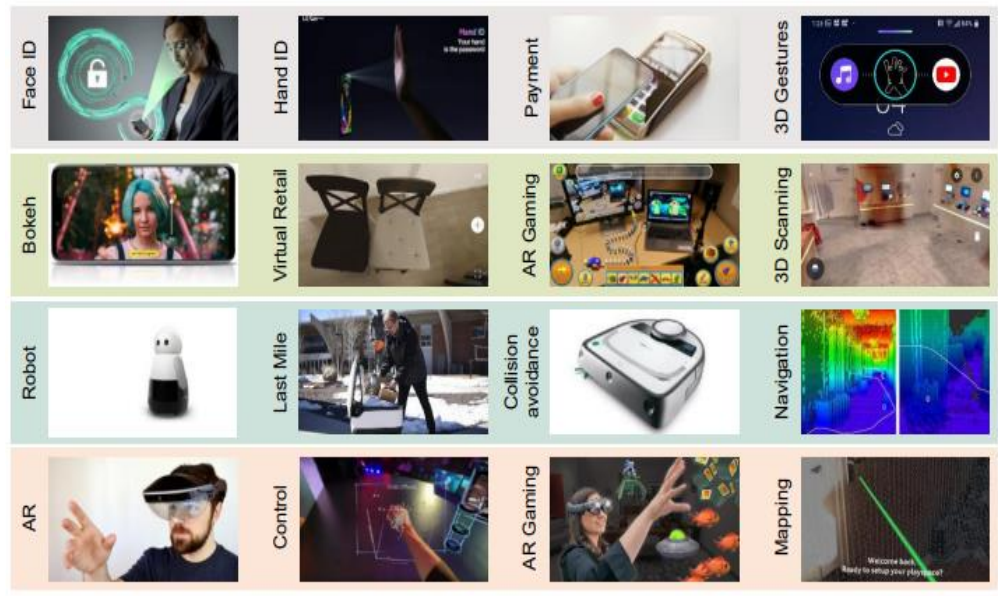 Face ID
Hand ID
Hand ID
Your hand
is the password
Payment
3D Gestures
Bokeh
Virtual Retail
AR Gaming
3D Scanning
Robot
Last Mile
Collision
avoidance
Navigation
AR
Control
AR Gaming
Mapping
Welcome back.
Ready to setup your playspace?